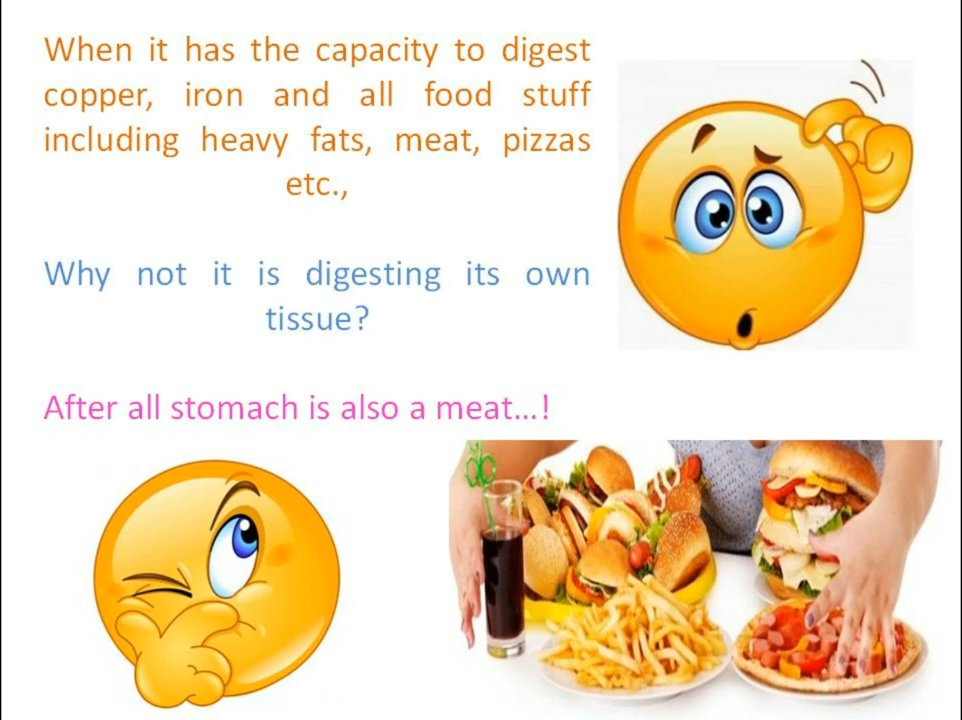 When it has the capacity to digest
copper, iron and all food stuff
including heavy fats, meat, pizzas
etc.,
Why not it is digesting its own
tissue?
After all stomach is also a meat...!